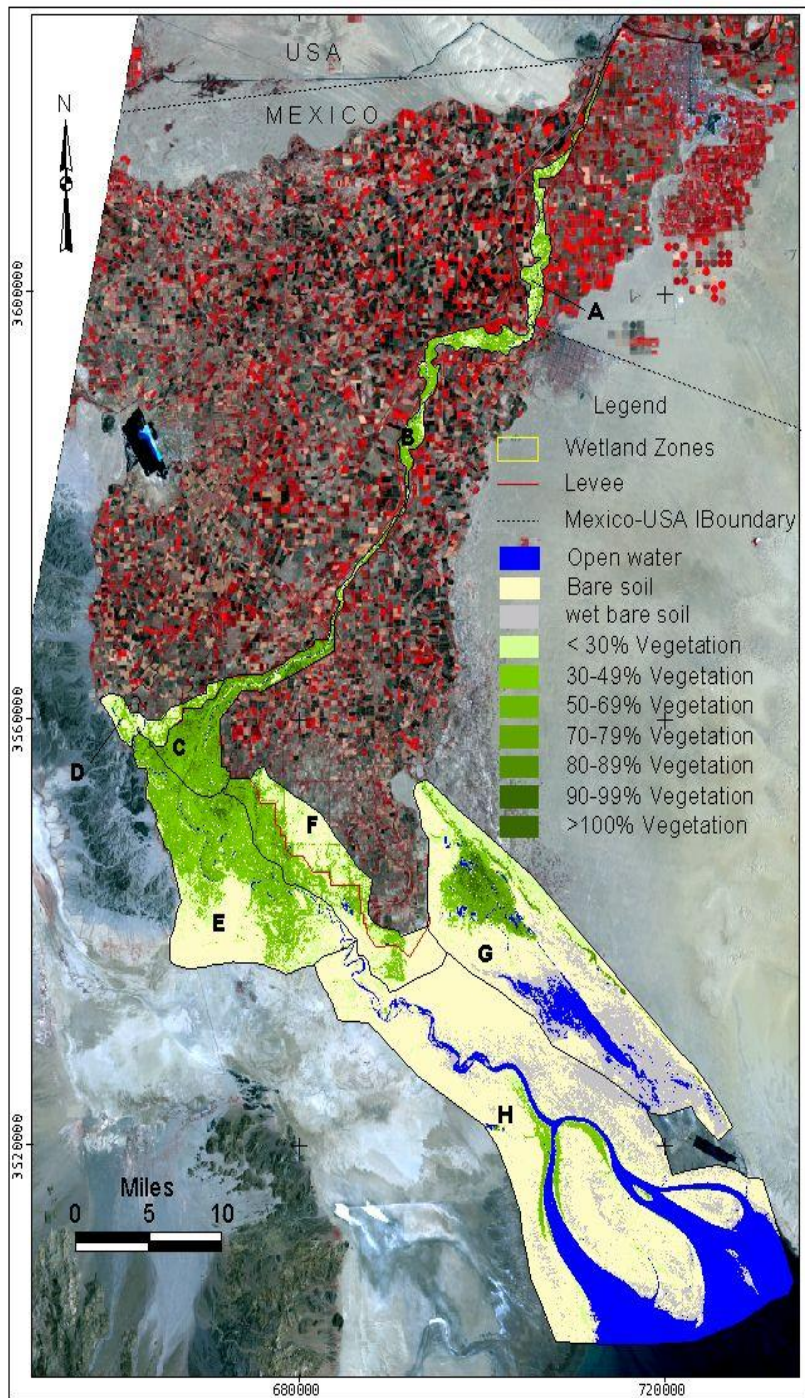 USA
MEXICO
N
3600000
A
Legend
B
Wetland Zones
Levee
Mexico-USA lBoundary
Open water
Bare soil
wet bare soil
< 30% Vegetation
30-49% Vegetation
50-69% Vegetation
70-79% Vegetation
80-89% Vegetation
90-99% Vegetation
>100% Vegetation
3560000
C
D
F
E
G
H
3520000
Miles
0 5 10
680000 720000